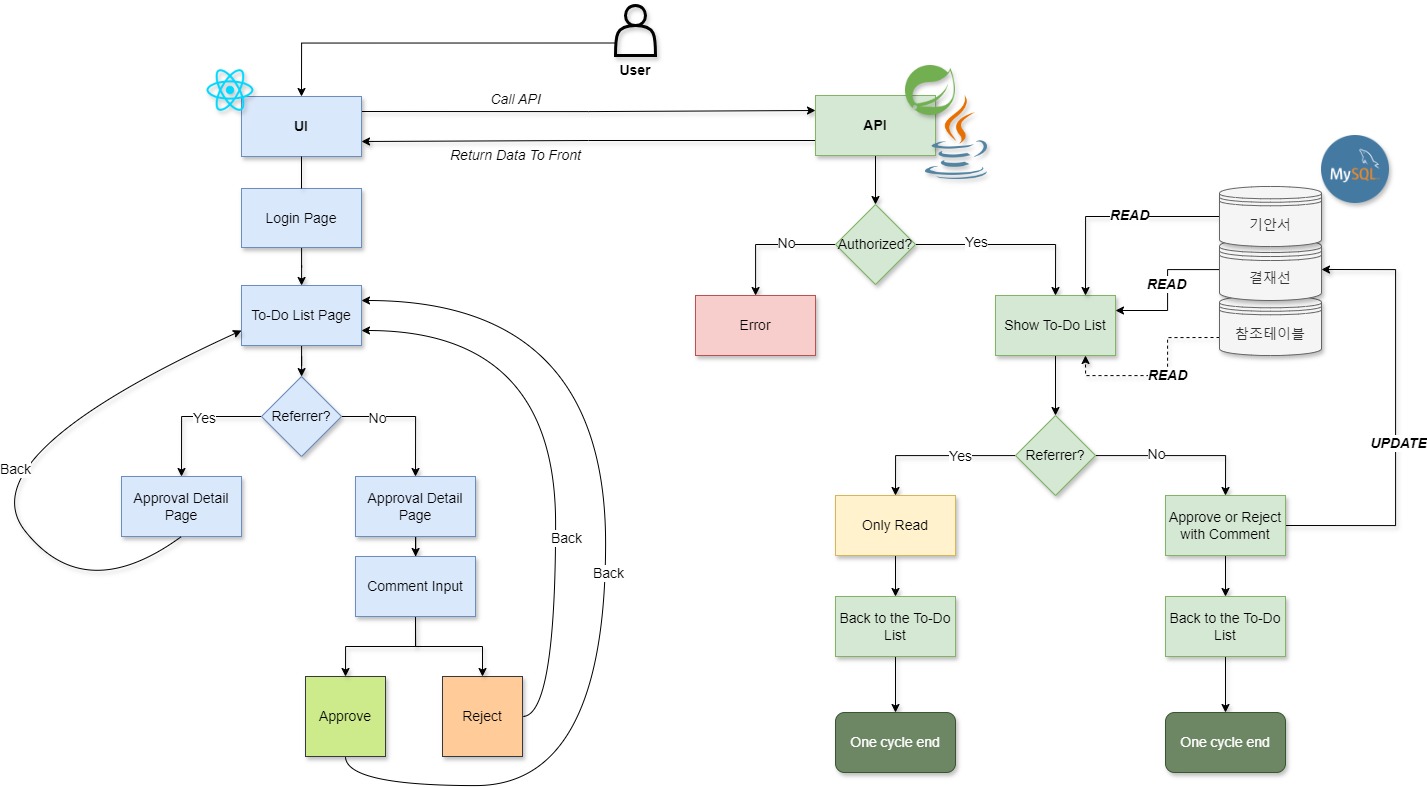 User
Call API
UI
API
Return Data To Front
MySQL
Login Page
READ
기안서
Authorized?
No
Yes
결재선
READ
To-Do List Page
Error
Show To-Do List
참조테이블
READ
Referrer?
Yes
No
UPDATE
Referrer?
Yes
No
Back
Approval Detail
Page
Approval Detail
Page
Only Read
Approve or Reject
with Comment
Back
Back
Comment Input
Back to the To-Do
List
Back to the To-Do
List
Approve
Reject
One cycle end
One cycle end